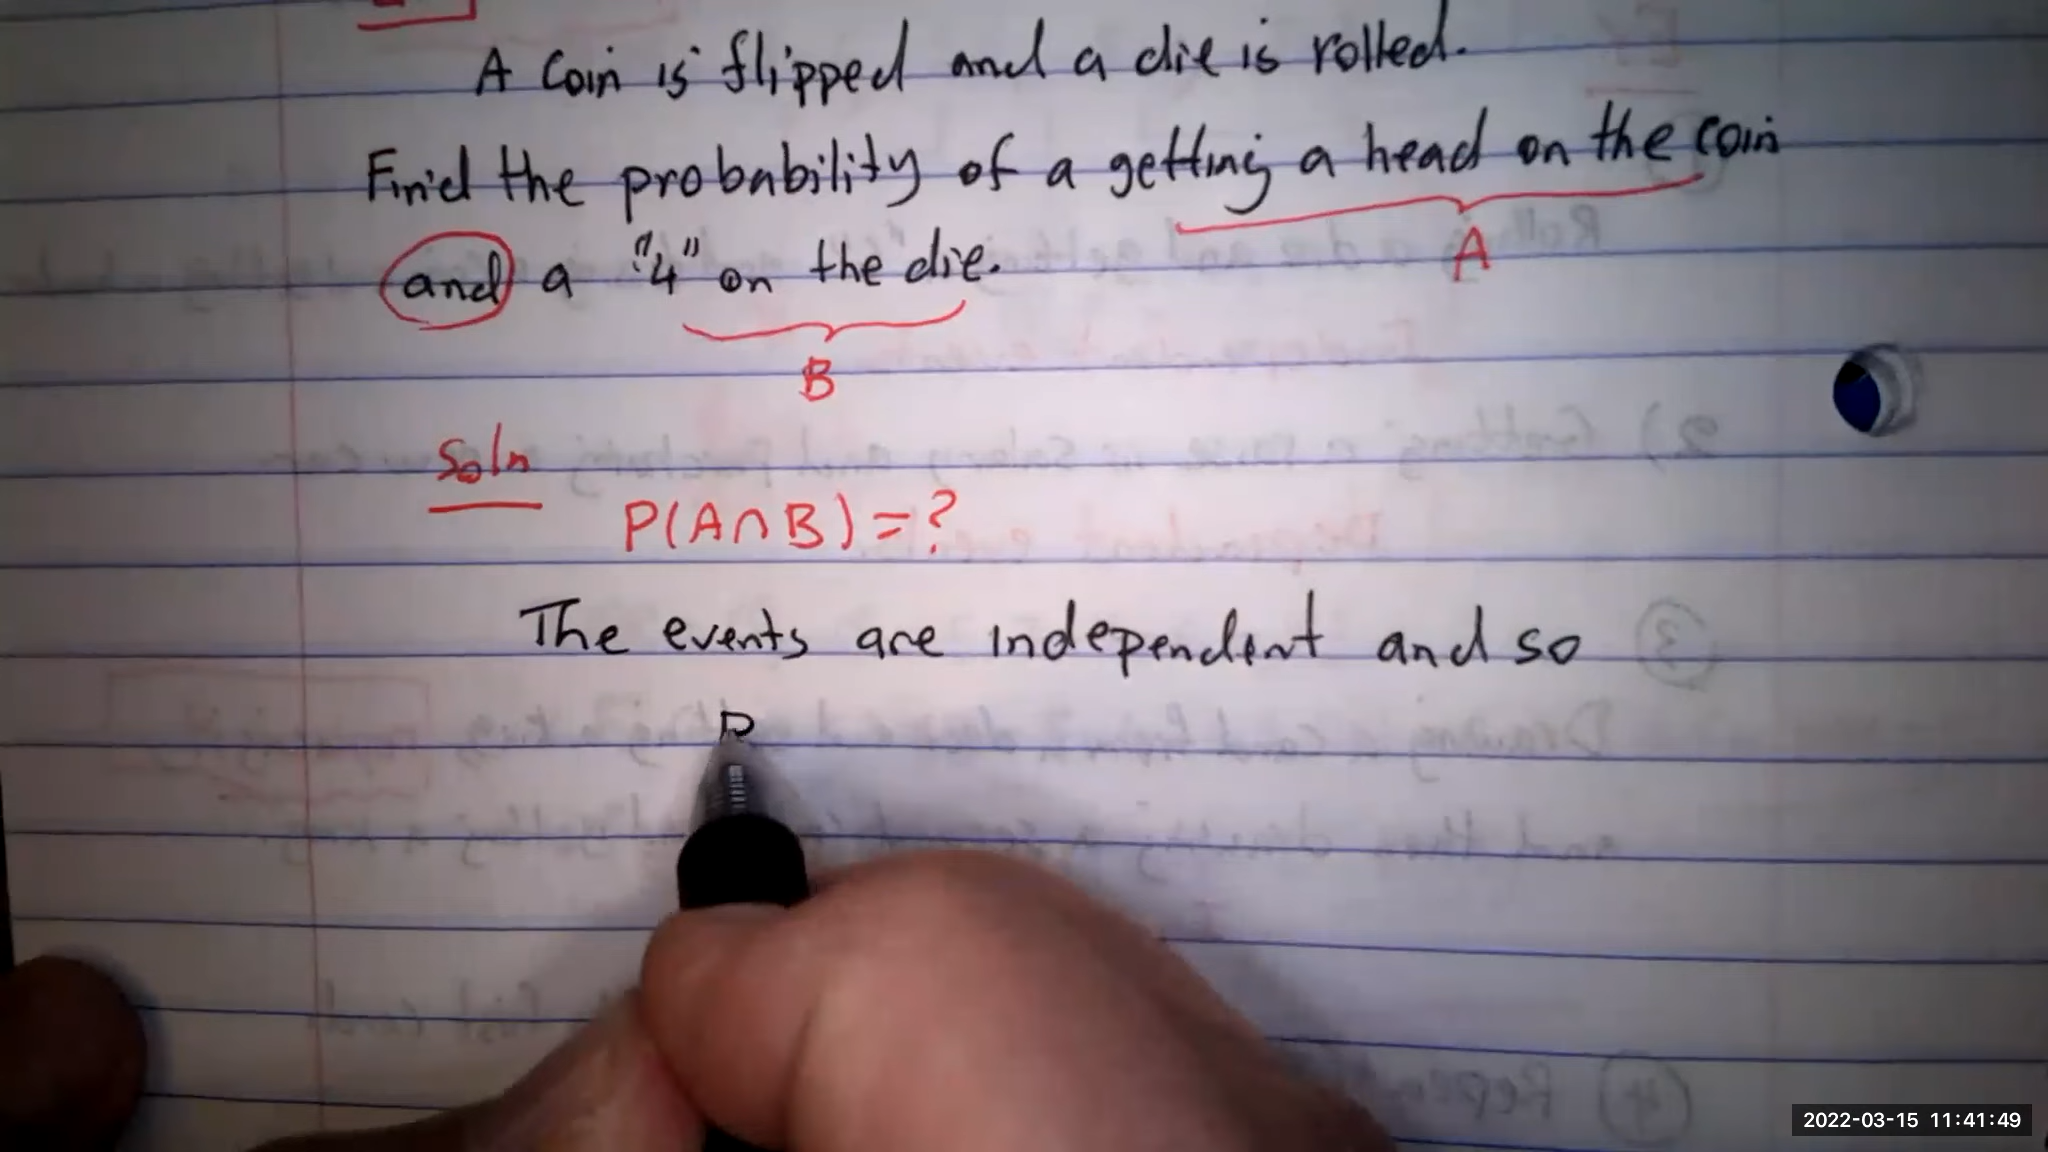 A Coin is flipped and a die is rolled.
Find the probability of a getting a head on the coin
A
and a "4" on the die.
B
Soln
P(A∩B) = ?
The events are independent and so
P
2022-03-15 11:41:49